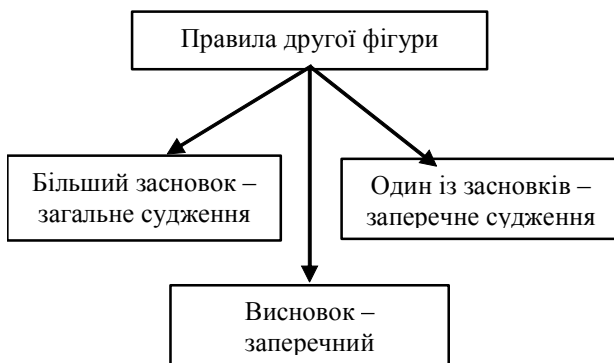 Правила другої фігури
Більший засновок –
загальне судження
Один із засновків –
заперечне судження
Висновок –
заперечний